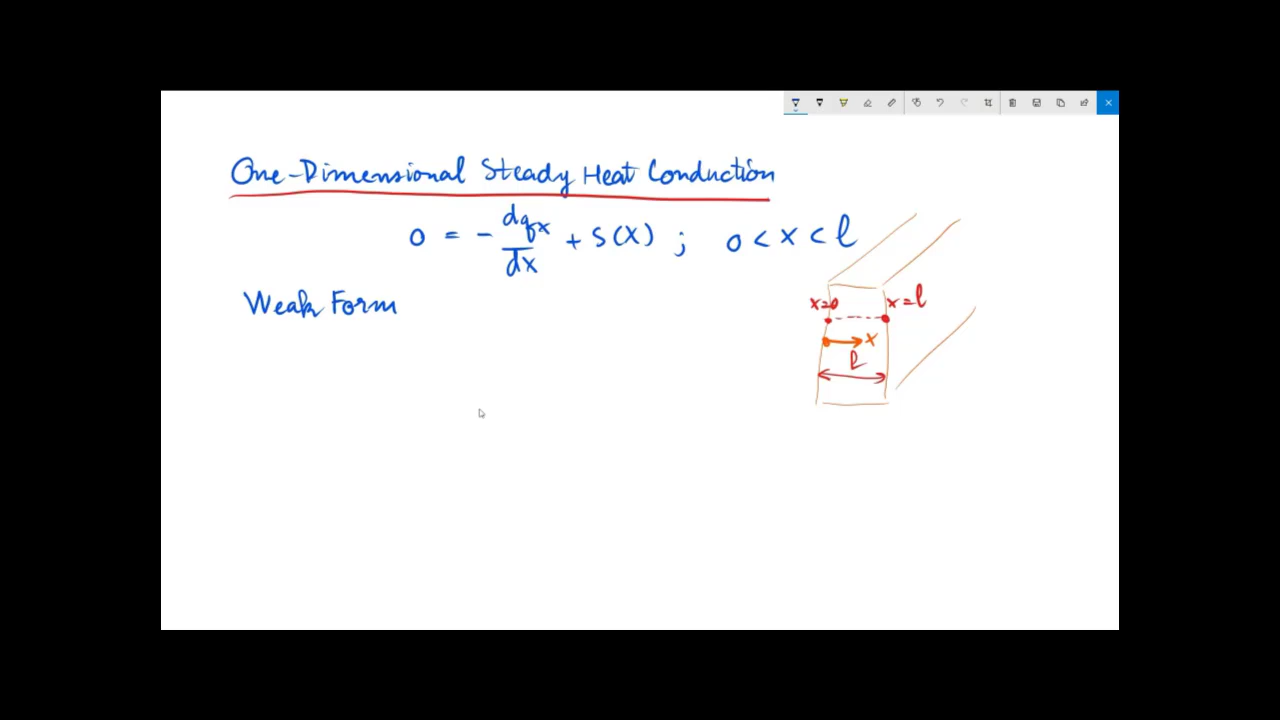 One-Dimensional Steady Heat Conduction
0 = - dqx/dx + S(x) ; 0 < x < l
Weak Form
x=0 x=l
x
l